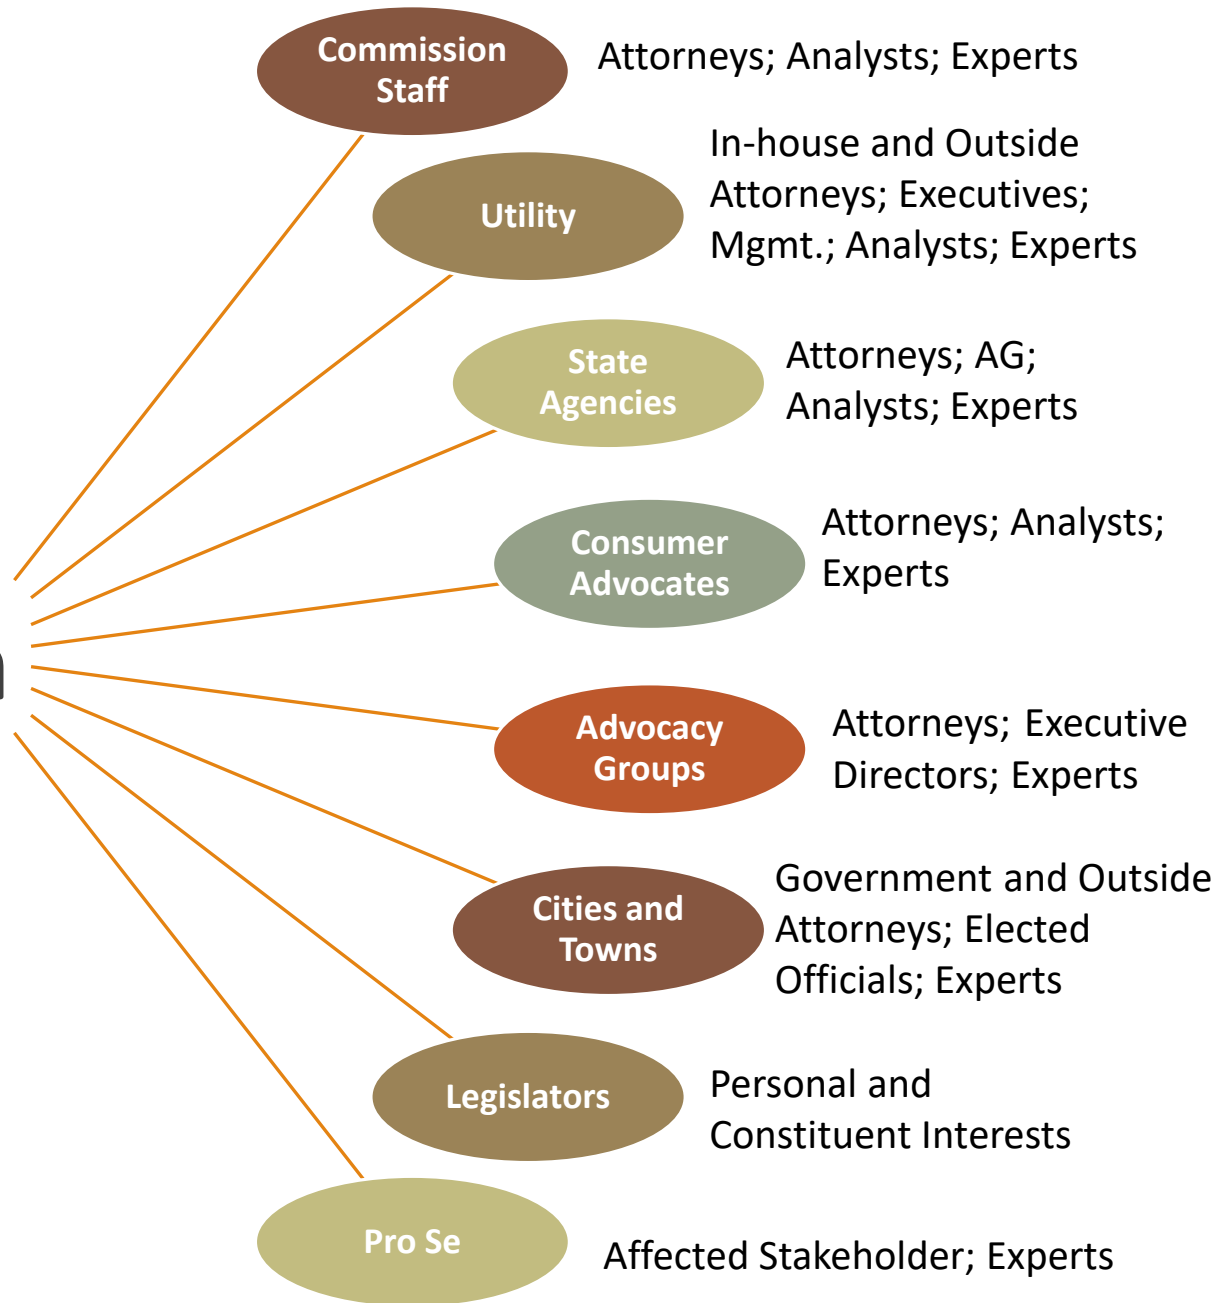 Commission
Staff
Attorneys; Analysts; Experts
Utility
In-house and Outside
Attorneys; Executives;
Mgmt.; Analysts; Experts
State
Agencies
Attorneys; AG;
Analysts; Experts
Consumer
Advocates
Attorneys; Analysts;
Experts
Advocacy
Groups
Attorneys; Executive
Directors; Experts
Cities and
Towns
Government and Outside
Attorneys; Elected
Officials; Experts
Legislators
Personal and
Constituent Interests
Pro Se
Affected Stakeholder; Experts